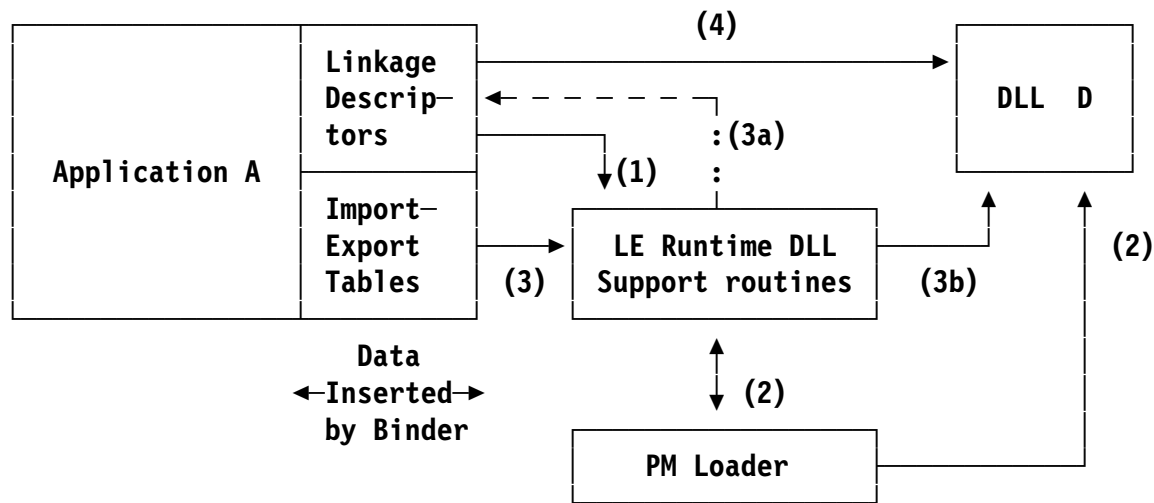 (4)
Linkage
Descrip-
tors
DLL D
(3a)
:
:
Application A
(1)
Import-
Export
Tables
LE Runtime DLL
Support routines
(2)
(3)
(3b)
Data
Inserted
by Binder
(2)
PM Loader